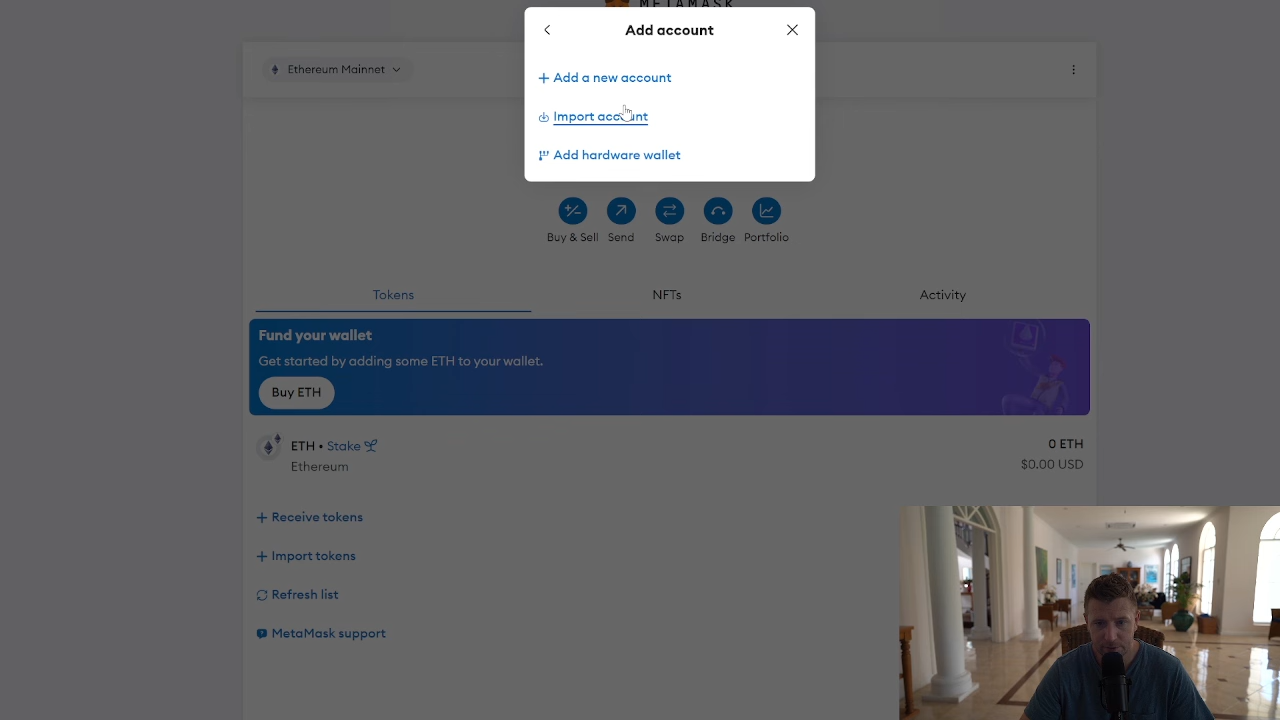 METAMASK
Add account
Ethereum Mainnet
Add a new account
Import account
Add hardware wallet
Buy & Sell
Send
Swap
Bridge
Portfolio
Tokens
NFTs
Activity
Fund your wallet
Get started by adding some ETH to your wallet.
Buy ETH
ETH • Stake
0 ETH
Ethereum
$0.00 USD
+ Receive tokens
+ Import tokens
Refresh list
MetaMask support